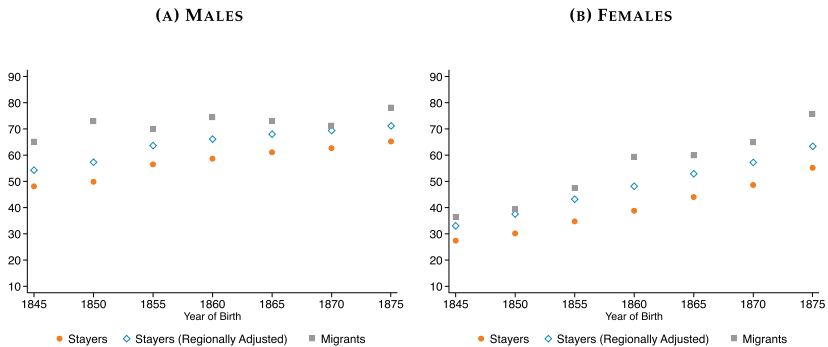 (A) MALES
90
80
70
60
50
40
30
20
10
1845 1850 1855 1860 1865 1870 1875
Year of Birth
Stayers Stayers (Regionally Adjusted) Migrants
(B) FEMALES
90
80
70
60
50
40
30
20
10
1845 1850 1855 1860 1865 1870 1875
Year of Birth
Stayers Stayers (Regionally Adjusted) Migrants